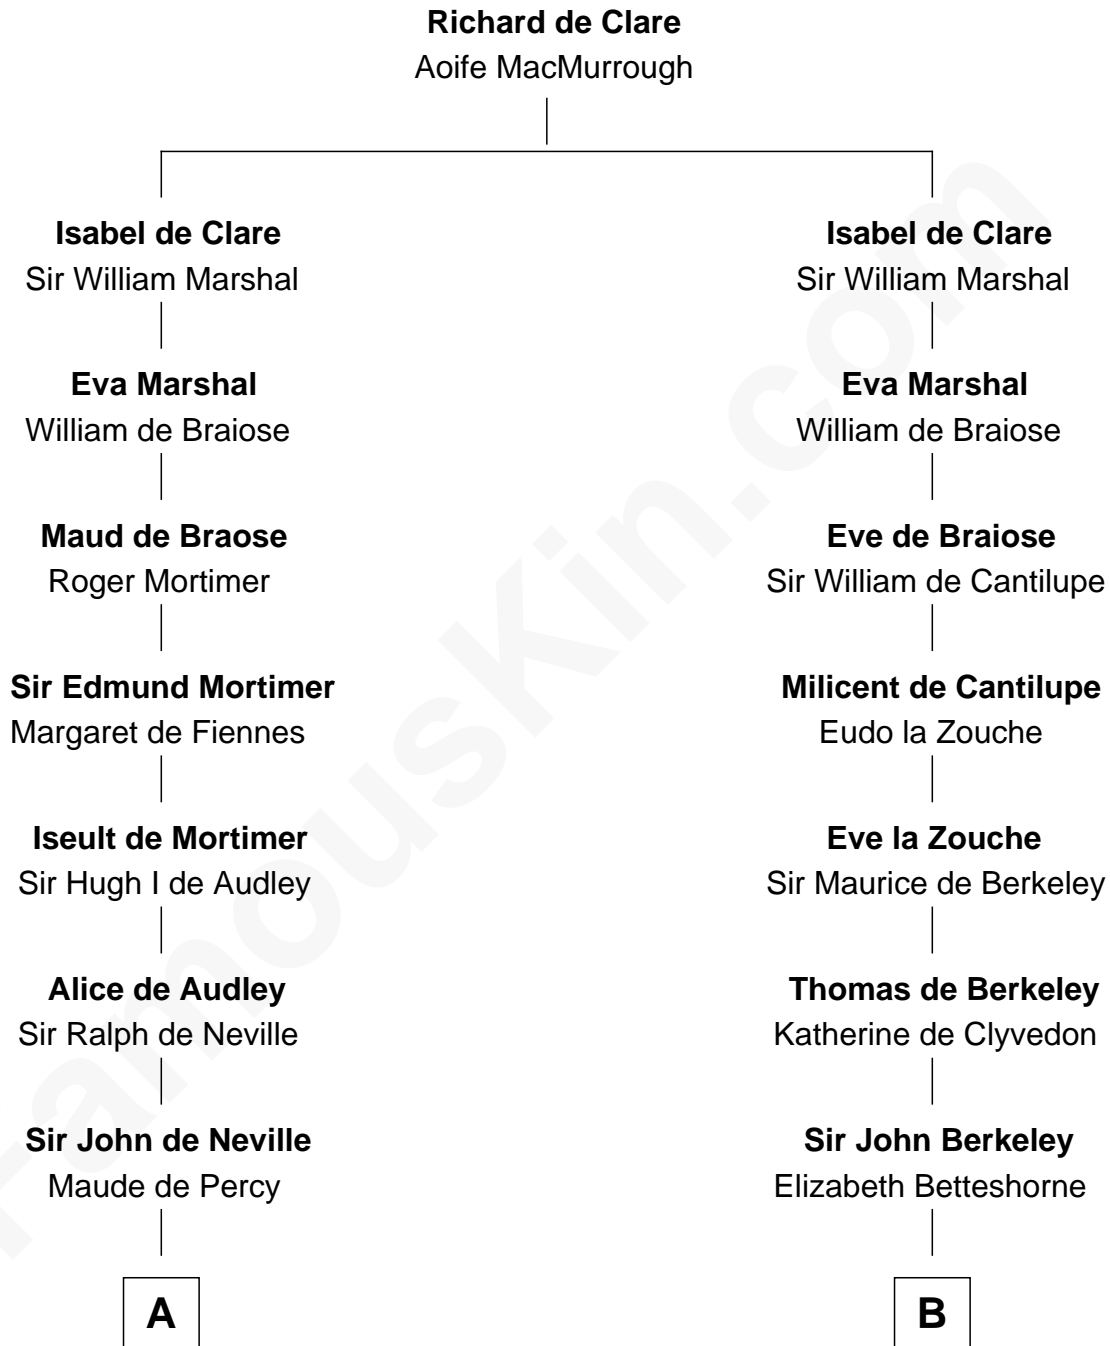 Richard de Clare
Aoife MacMurrough
Isabel de Clare
Sir William Marshal
Isabel de Clare
Sir William Marshal
Eva Marshal
William de Braiose
Eva Marshal
William de Braiose
Maud de Braose
Roger Mortimer
Eve de Braiose
Sir William de Cantilupe
Sir Edmund Mortimer
Margaret de Fiennes
Milicent de Cantilupe
Eudo la Zouche
Iseult de Mortimer
Sir Hugh I de Audley
Eve la Zouche
Sir Maurice de Berkeley
Alice de Audley
Sir Ralph de Neville
Thomas de Berkeley
Katherine de Clyvedon
Sir John de Neville
Maude de Percy
Sir John Berkeley
Elizabeth Betteshorne
A
B
FamousKin.com